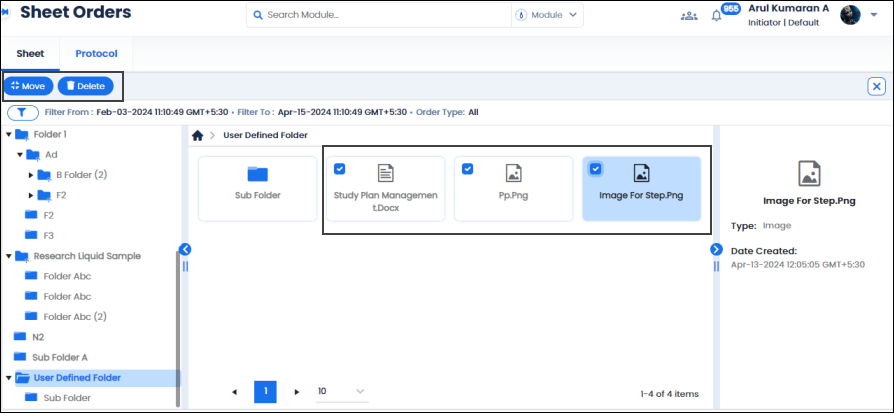 Sheet Orders
Search Module...
Module
955
Arul Kumaran A
Initiator | Default
Sheet
Protocol
Move
Delete
Filter From : Feb-03-2024 11:10:49 GMT+5:30 • Filter To : Apr-15-2024 11:10:49 GMT+5:30 • Order Type: All
Folder 1
Ad
B Folder (2)
F2
F2
F3
Research Liquid Sample
Folder Abc
Folder Abc
Folder Abc (2)
N2
Sub Folder A
User Defined Folder
Sub Folder
User Defined Folder
Sub Folder
Study Plan Managemen
t.Docx
Pp.Png
Image For Step.Png
1
10
1-4 of 4 items
Image For Step.Png
Type: Image
Date Created:
Apr-13-2024 12:05:05 GMT+5:30